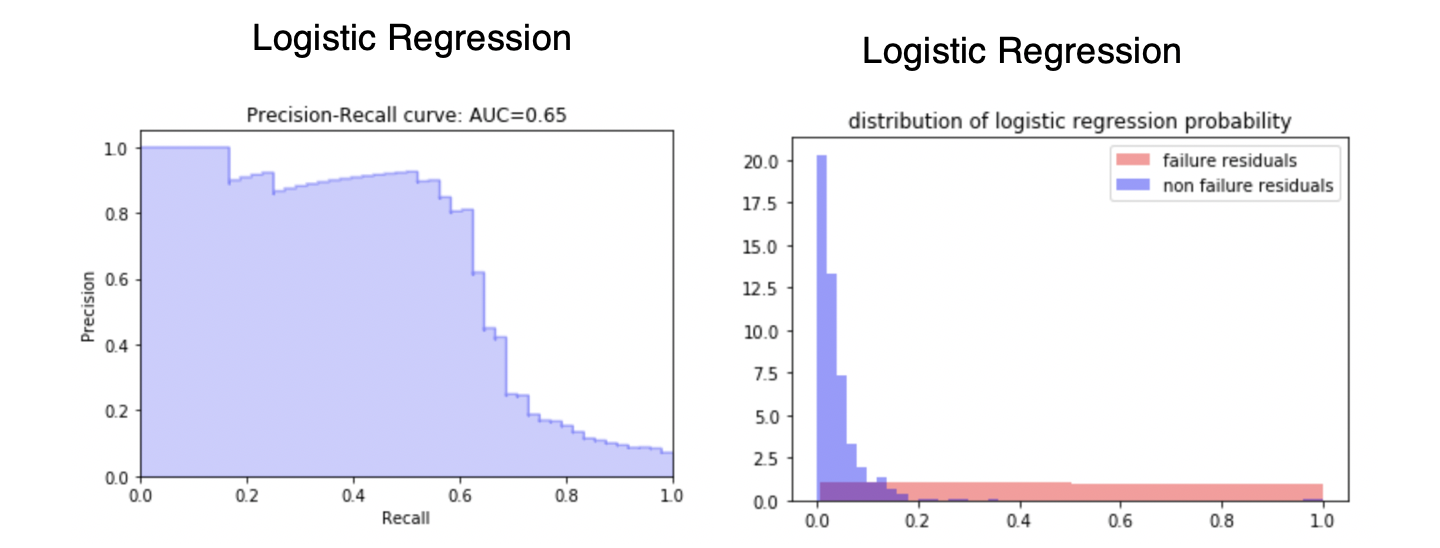 Logistic Regression
Precision-Recall curve: AUC=0.65
1.0
0.8
0.6
0.4
0.2
0.0
Precision
0.0 0.2 0.4 0.6 0.8 1.0
Recall
Logistic Regression
distribution of logistic regression probability
failure residuals
non failure residuals
20.0
17.5
15.0
12.5
10.0
7.5
5.0
2.5
0.0
0.0 0.2 0.4 0.6 0.8 1.0